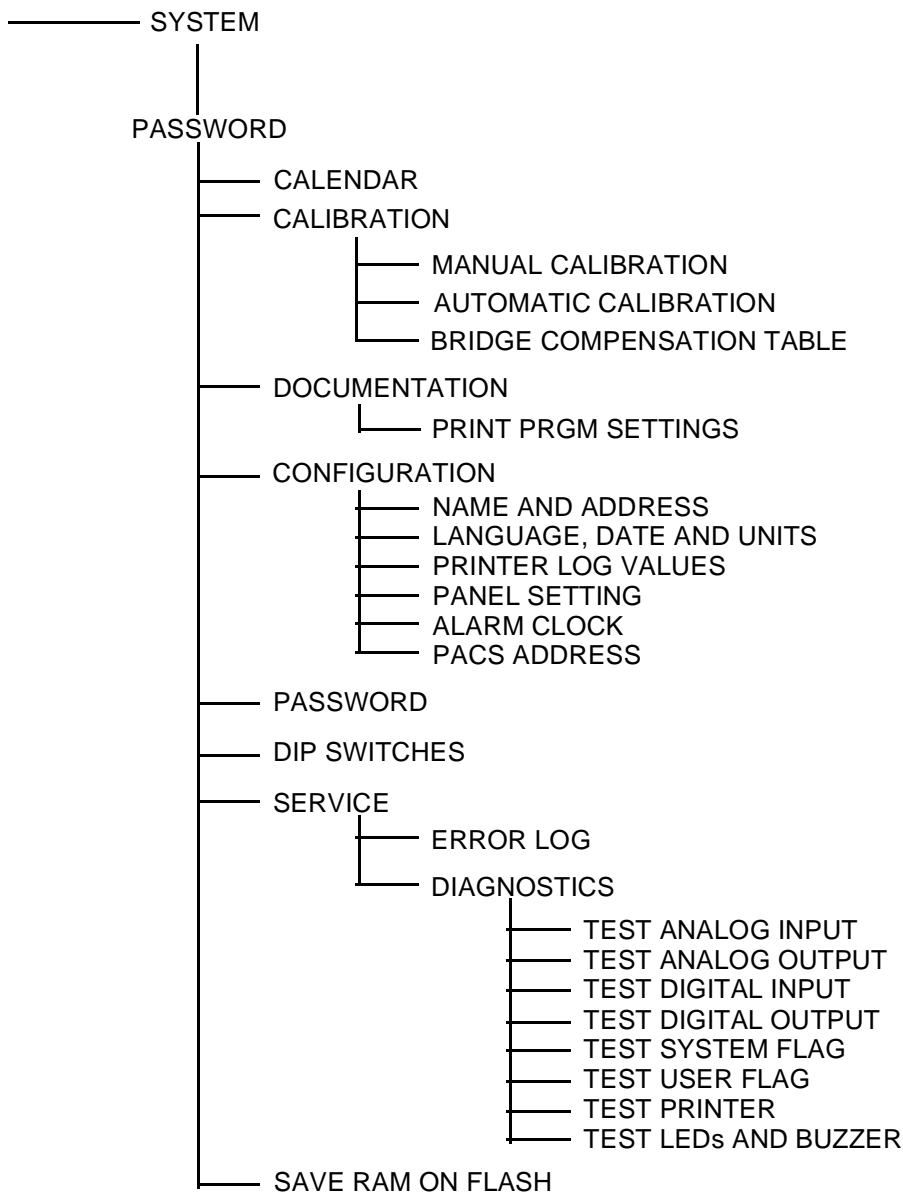 SYSTEM
PASSWORD
CALENDAR
CALIBRATION
MANUAL CALIBRATION
AUTOMATIC CALIBRATION
BRIDGE COMPENSATION TABLE
DOCUMENTATION
PRINT PRGM SETTINGS
CONFIGURATION
NAME AND ADDRESS
LANGUAGE, DATE AND UNITS
PRINTER LOG VALUES
PANEL SETTING
ALARM CLOCK
PACS ADDRESS
PASSWORD
DIP SWITCHES
SERVICE
ERROR LOG
DIAGNOSTICS
TEST ANALOG INPUT
TEST ANALOG OUTPUT
TEST DIGITAL INPUT
TEST DIGITAL OUTPUT
TEST SYSTEM FLAG
TEST USER FLAG
TEST PRINTER
TEST LEDs AND BUZZER
SAVE RAM ON FLASH